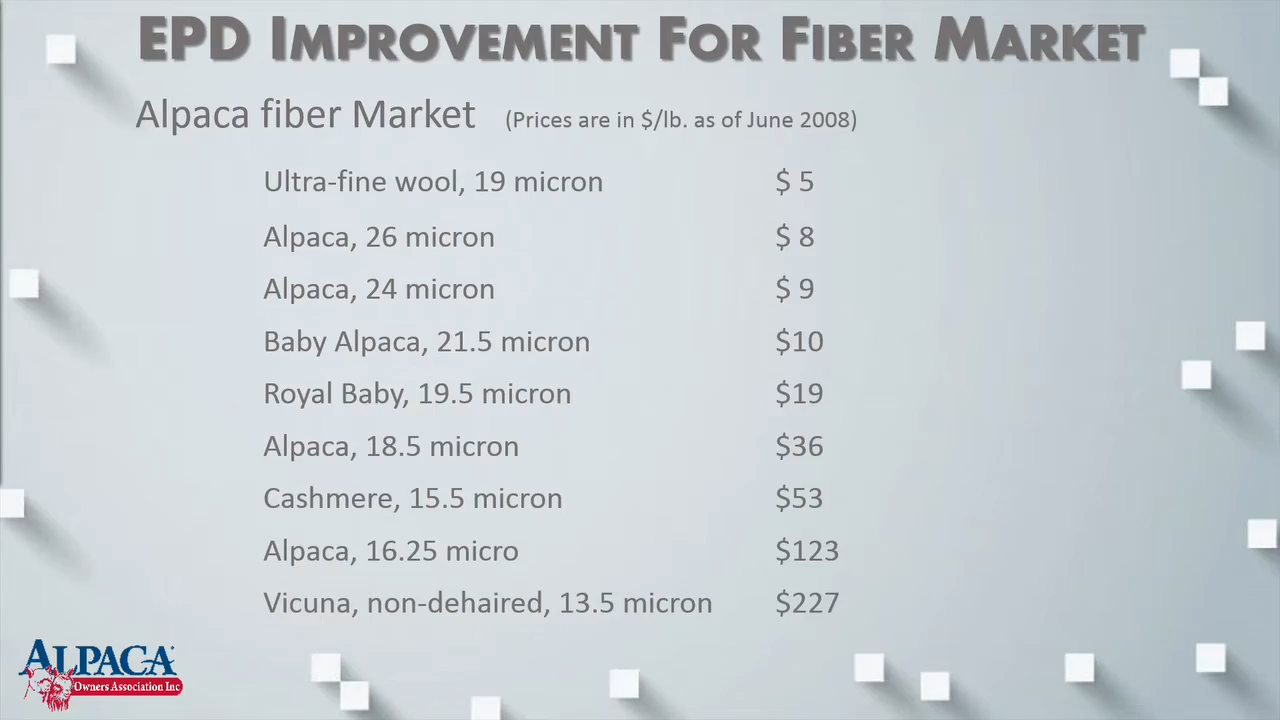 EPD IMPROVEMENT FOR FIBER MARKET
Alpaca fiber Market (Prices are in $/lb. as of June 2008)
Ultra-fine wool, 19 micron $ 5
Alpaca, 26 micron $ 8
Alpaca, 24 micron $ 9
Baby Alpaca, 21.5 micron $10
Royal Baby, 19.5 micron $19
Alpaca, 18.5 micron $36
Cashmere, 15.5 micron $53
Alpaca, 16.25 micro $123
Vicuna, non-dehaired, 13.5 micron $227
ALPACA
Owners Association Inc